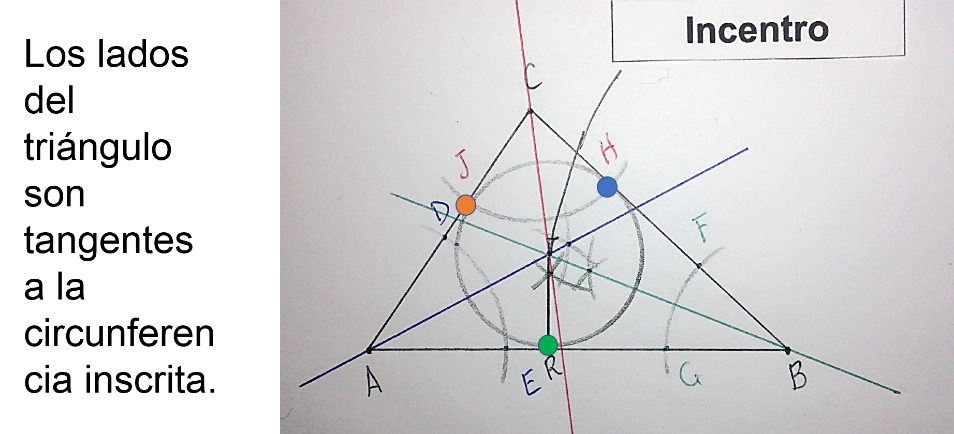 Los lados
del
triángulo
son
tangentes
a la
circunferen
cia inscrita.
Incentro
C
J
H
D
F
I
A
E R
G
B